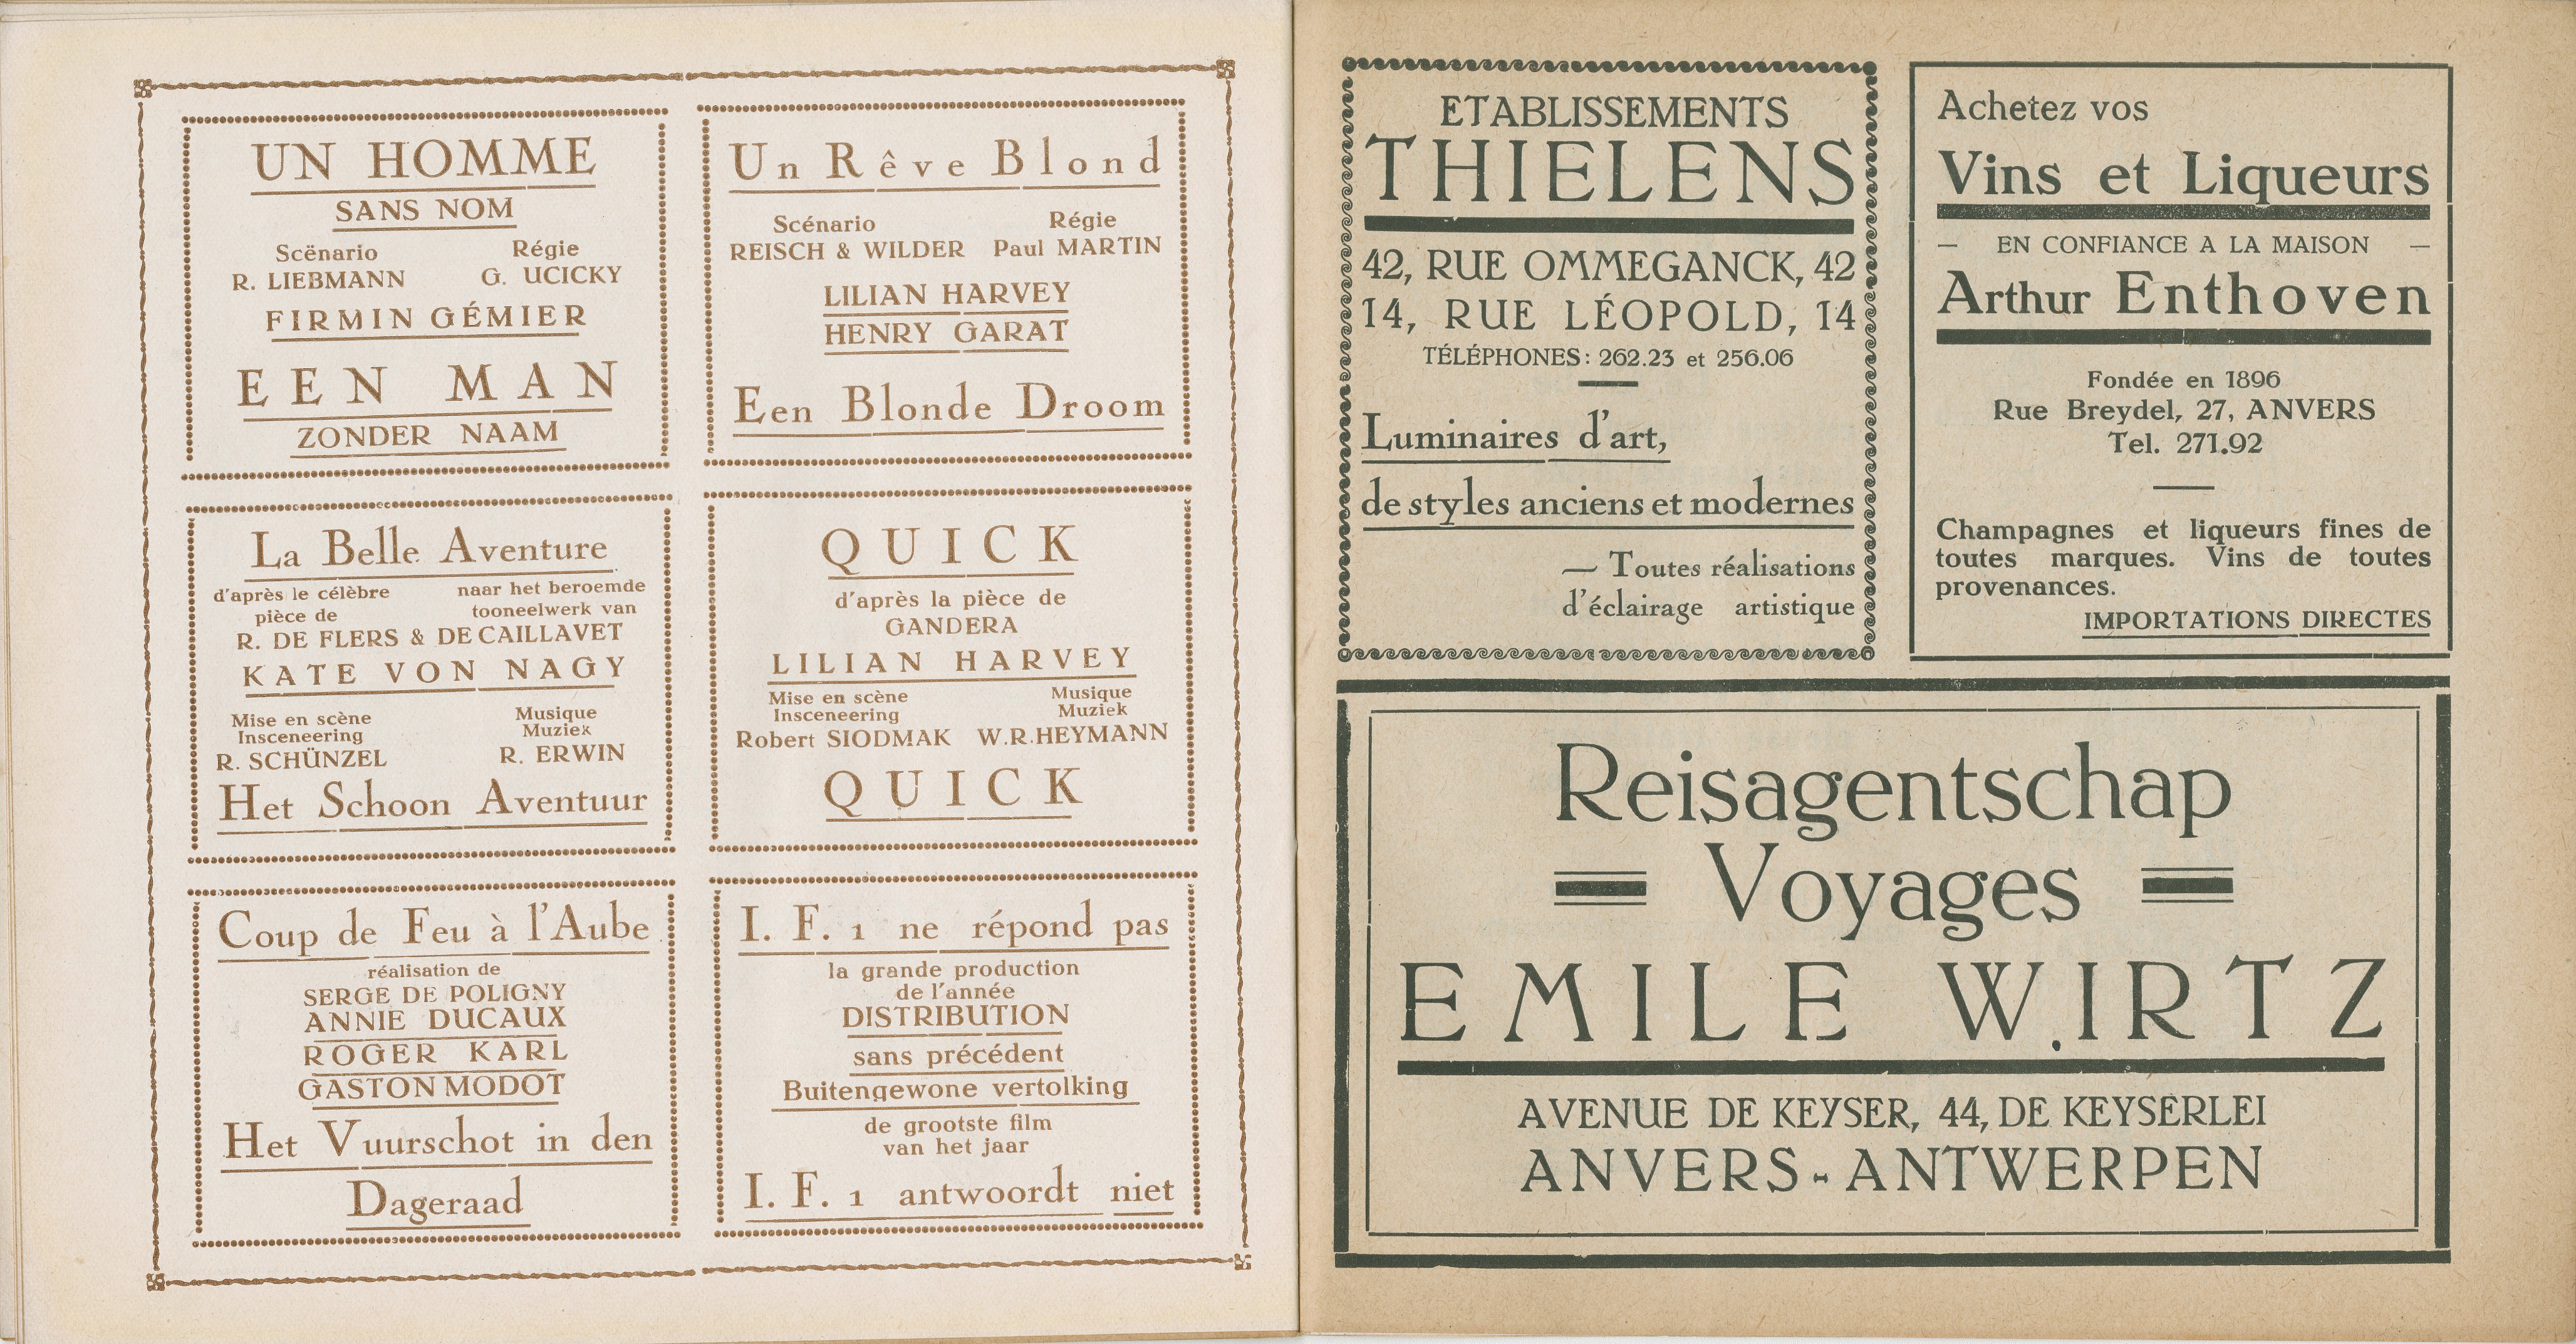 UN HOMME
SANS NOM
Scënario Régie
R. LIEBMANN G. UCICKY
FIRMIN GÉMIER
EEN MAN
ZONDER NAAM
Un Rêve Blond
Scénario Régie
REISCH & WILDER Paul MARTIN
LILIAN HARVEY
HENRY GARAT
Een Blonde Droom
La Belle Aventure
d'après le célèbre naar het beroemde
pièce de tooneelwerk van
R. DE FLERS & DE CAILLAVET
KATE VON NAGY
Mise en scène Musique
Insceneering Muziek
R. SCHÜNZEL R. ERWIN
Het Schoon Aventuur
QUICK
d'après la pièce de
GANDERA
LILIAN HARVEY
Mise en scène Musique
Insceneering Muziek
Robert SIODMAK W.R.HEYMANN
QUICK
Coup de Feu à l'Aube
réalisation de
SERGE DE POLIGNY
ANNIE DUCAUX
ROGER KARL
GASTON MODOT
Het Vuurschot in den
Dageraad
I. F. 1 ne répond pas
la grande production
de l'année
DISTRIBUTION
sans précédent
Buitengewone vertolking
de grootste film
van het jaar
I. F. 1 antwoordt niet
ETABLISSEMENTS
THIELENS
42, RUE OMMEGANCK, 42
14, RUE LÉOPOLD, 14
TÉLÉPHONES: 262.23 et 256.06
Luminaires d'art,
de styles anciens et modernes
— Toutes réalisations
d'éclairage artistique
Achetez vos
Vins et Liqueurs
— EN CONFIANCE A LA MAISON —
Arthur Enthoven
Fondée en 1896
Rue Breydel, 27, ANVERS
Tel. 271.92
Champagnes et liqueurs fines de
toutes marques. Vins de toutes
provenances.
IMPORTATIONS DIRECTES
Reisagentschap
Voyages
EMILE WIRTZ
AVENUE DE KEYSER, 44, DE KEYSERLEI
ANVERS-ANTWERPEN